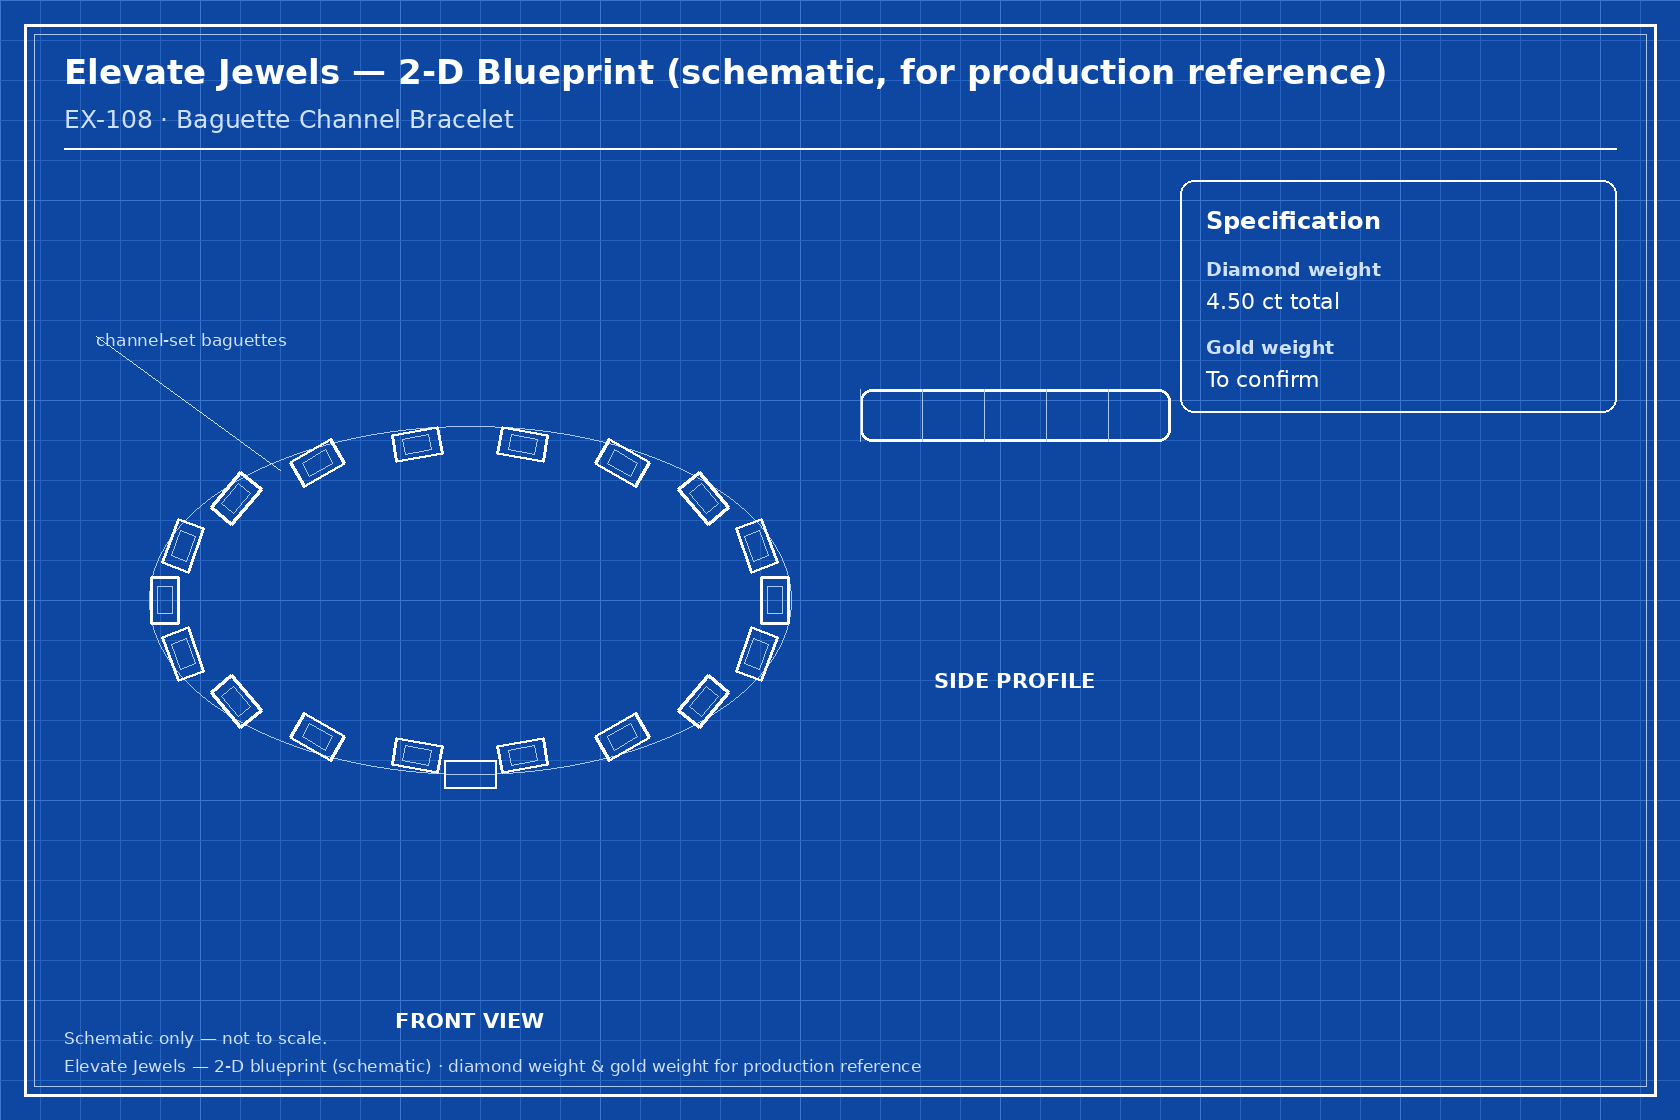 Elevate Jewels — 2-D Blueprint (schematic, for production reference)
EX-108 · Baguette Channel Bracelet
Specification
Diamond weight
4.50 ct total
Gold weight
To confirm
channel-set baguettes
SIDE PROFILE
FRONT VIEW
Schematic only — not to scale.
Elevate Jewels — 2-D blueprint (schematic) · diamond weight & gold weight for production reference